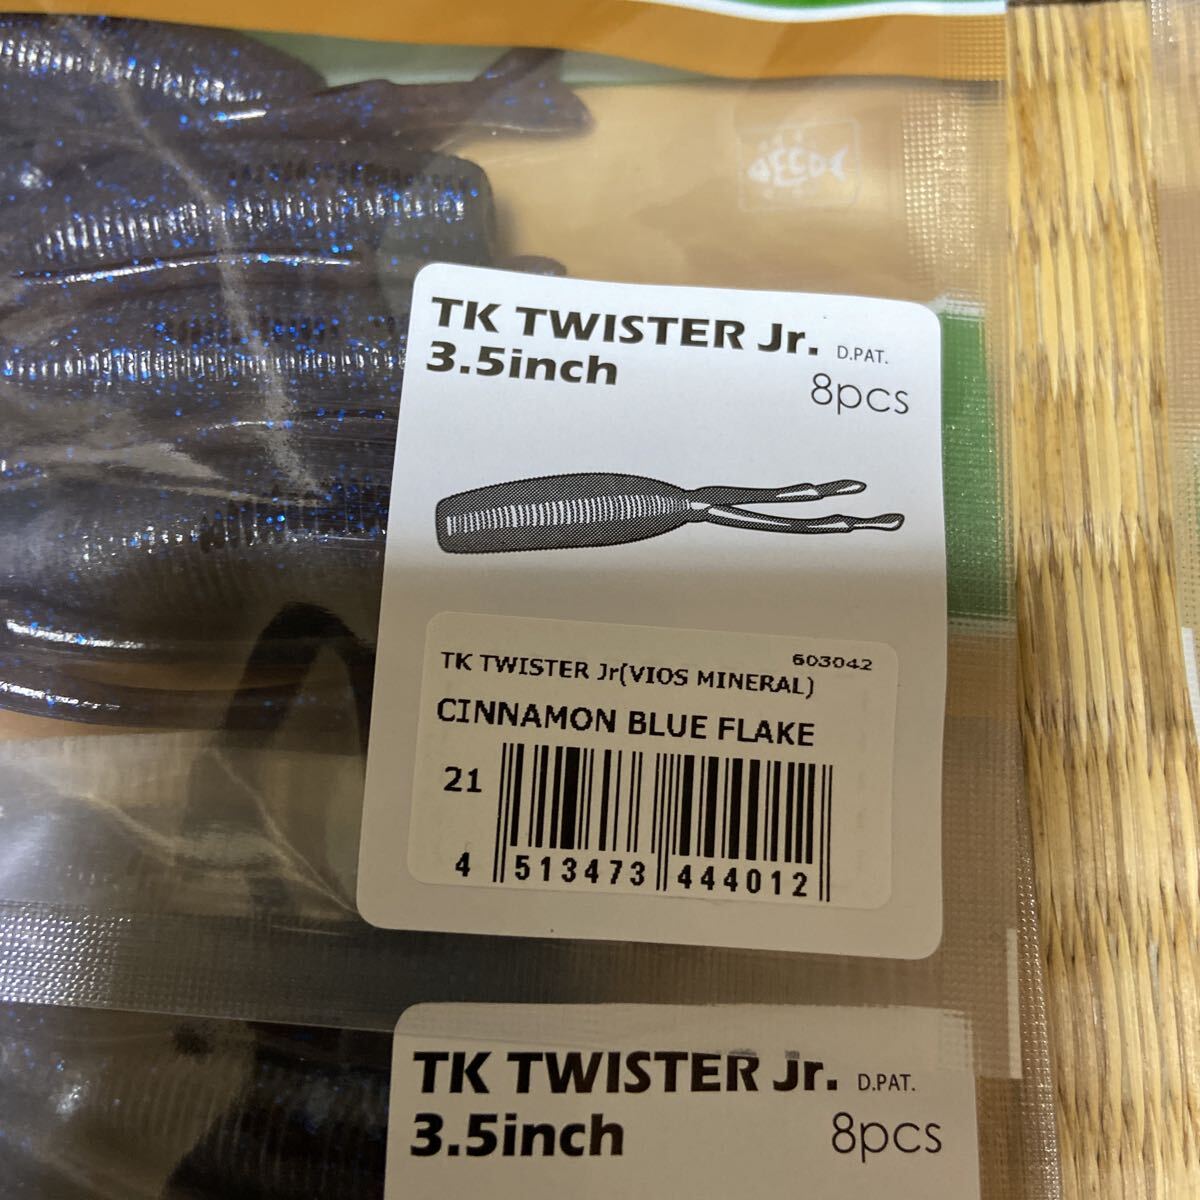 TK TWISTER Jr. D.PAT.
3.5inch
8pcs
603042
TK TWISTER Jr(VIOS MINERAL)
CINNAMON BLUE FLAKE
21
4 513473 444012
TK TWISTER Jr. D.PAT.
3.5inch
8pcs